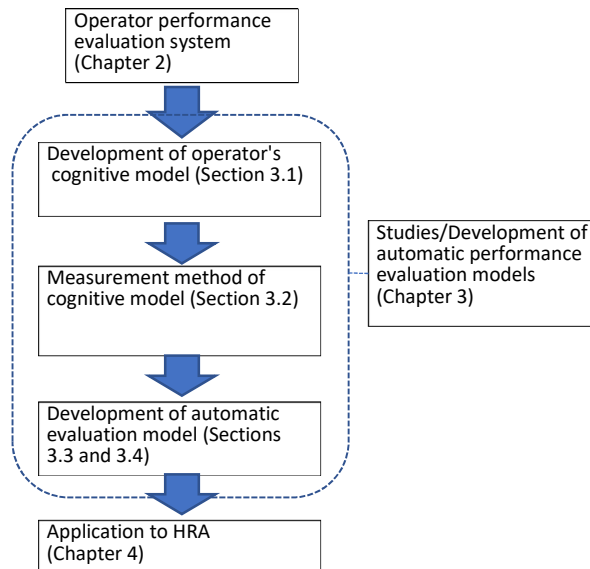 Operator performance
evaluation system
(Chapter 2)
Development of operator's
cognitive model (Section 3.1)
Measurement method of
cognitive model (Section 3.2)
Development of automatic
evaluation model (Sections
3.3 and 3.4)
Application to HRA
(Chapter 4)
Studies/Development of
automatic performance
evaluation models
(Chapter 3)